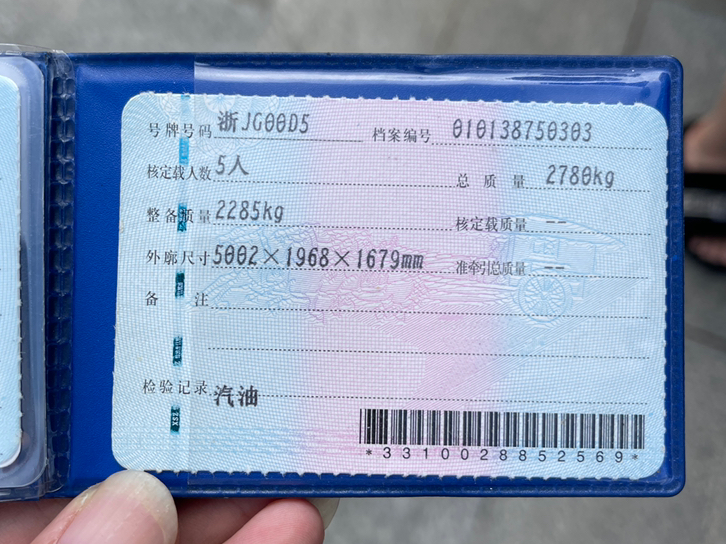 号牌号码 浙JG00D5 档案编号 010138750303
核定载人数 5人 总质量 2780kg
整备质量 2285kg 核定载质量 --
外廓尺寸 5002×1968×1679mm 准牵引总质量 --
备注
检验记录 汽油
*3310028852569*